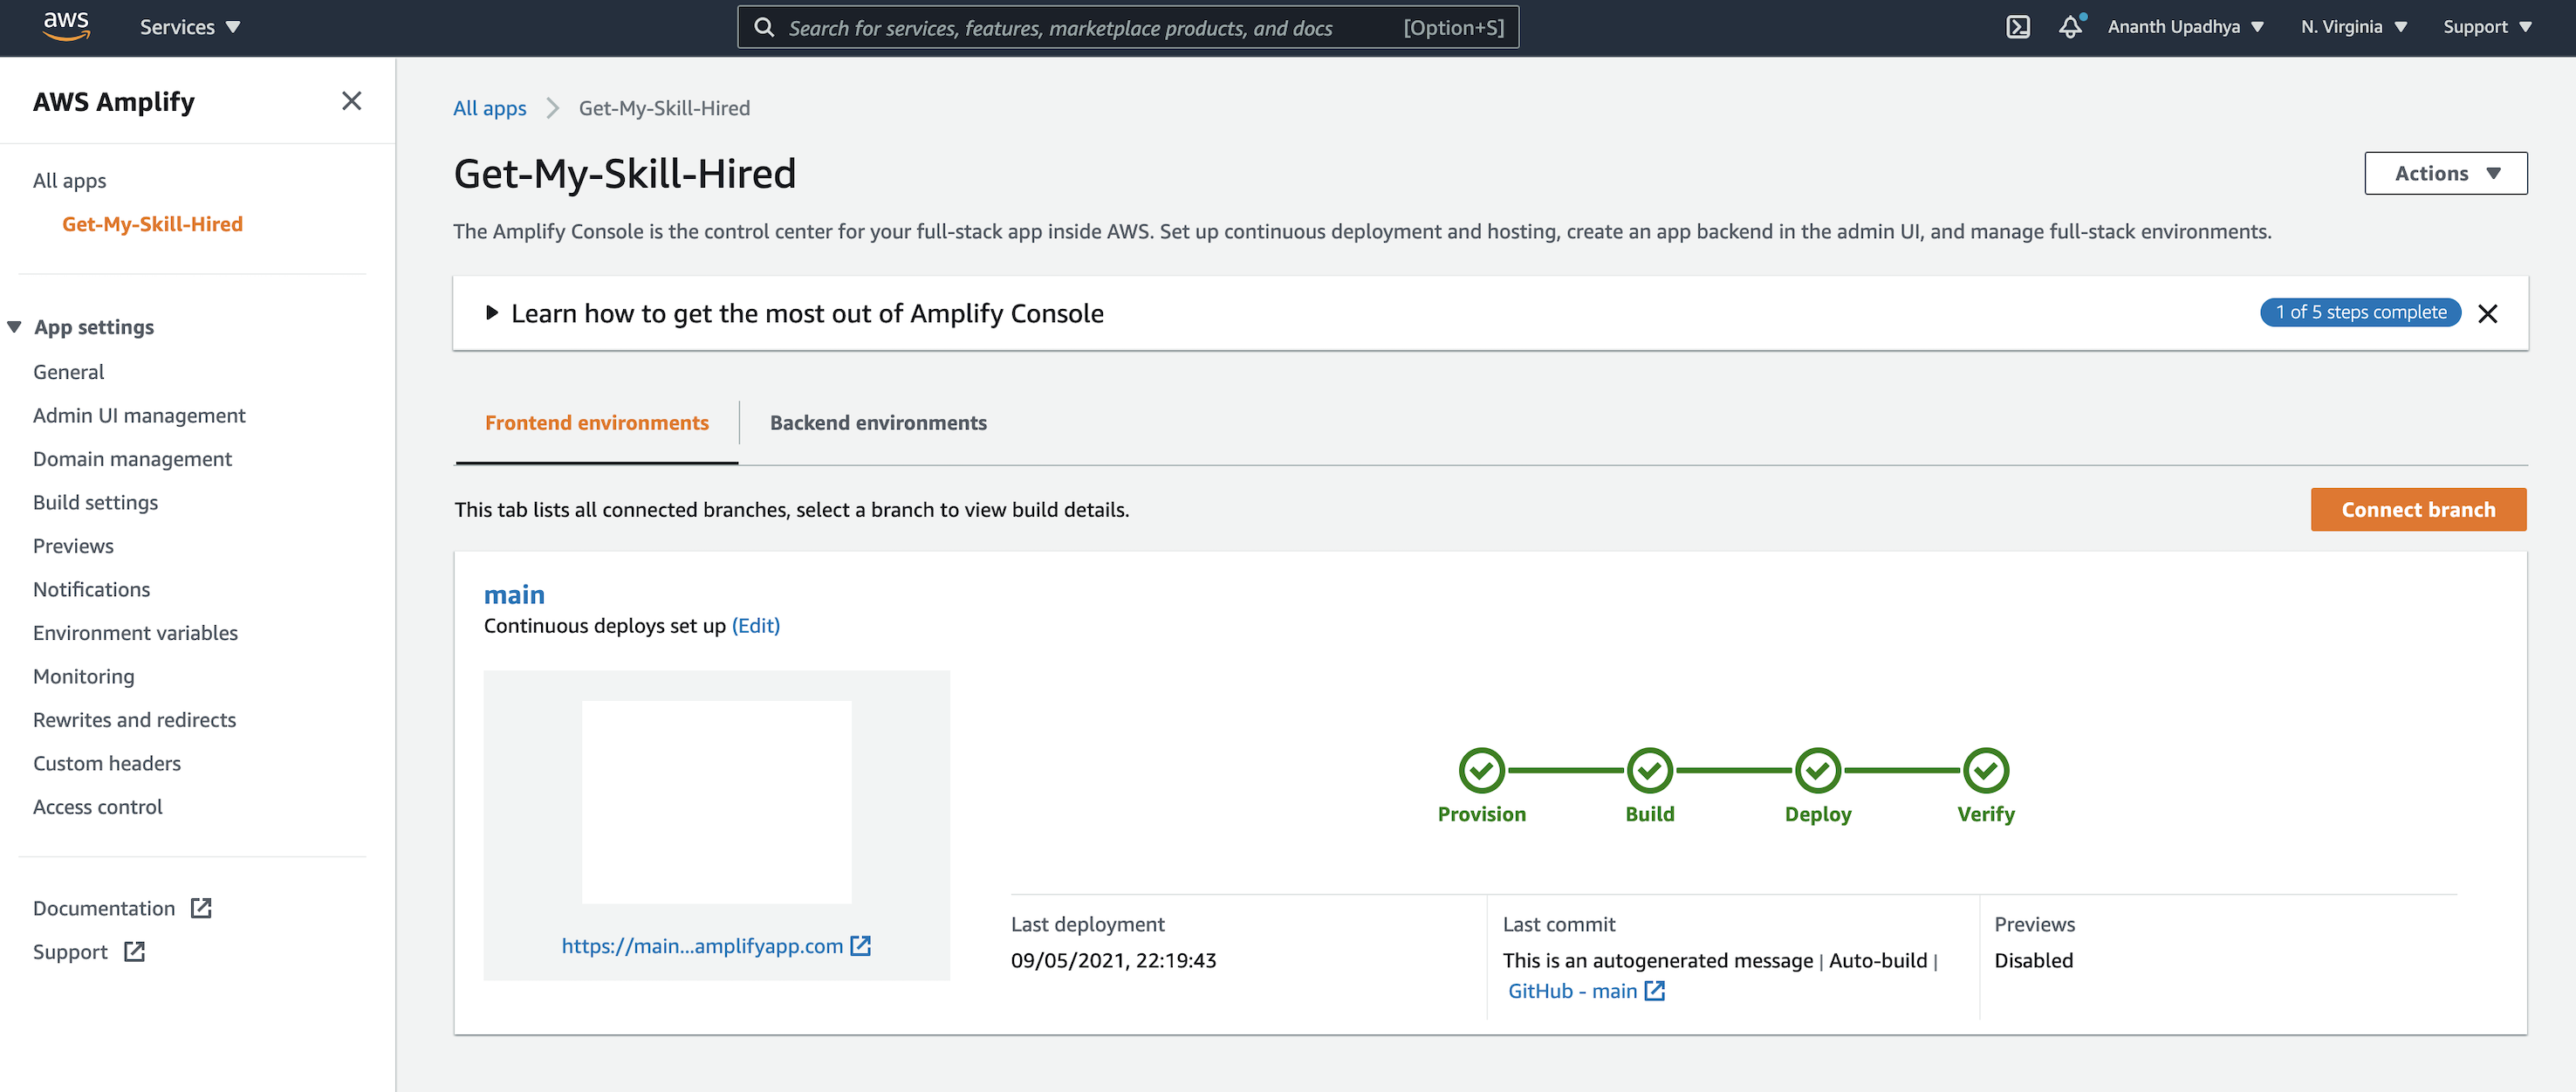 aws
Services
Search for services, features, marketplace products, and docs
[Option+S]
Ananth Upadhya
N. Virginia
Support
AWS Amplify
All apps
Get-My-Skill-Hired
App settings
General
Admin UI management
Domain management
Build settings
Previews
Notifications
Environment variables
Monitoring
Rewrites and redirects
Custom headers
Access control
Documentation
Support
All apps
Get-My-Skill-Hired
Get-My-Skill-Hired
Actions
The Amplify Console is the control center for your full-stack app inside AWS. Set up continuous deployment and hosting, create an app backend in the admin UI, and manage full-stack environments.
Learn how to get the most out of Amplify Console
1 of 5 steps complete
Frontend environments
Backend environments
This tab lists all connected branches, select a branch to view build details.
Connect branch
main
Continuous deploys set up (Edit)
https://main...amplifyapp.com
Provision
Build
Deploy
Verify
Last deployment
09/05/2021, 22:19:43
Last commit
This is an autogenerated message | Auto-build |
GitHub - main
Previews
Disabled